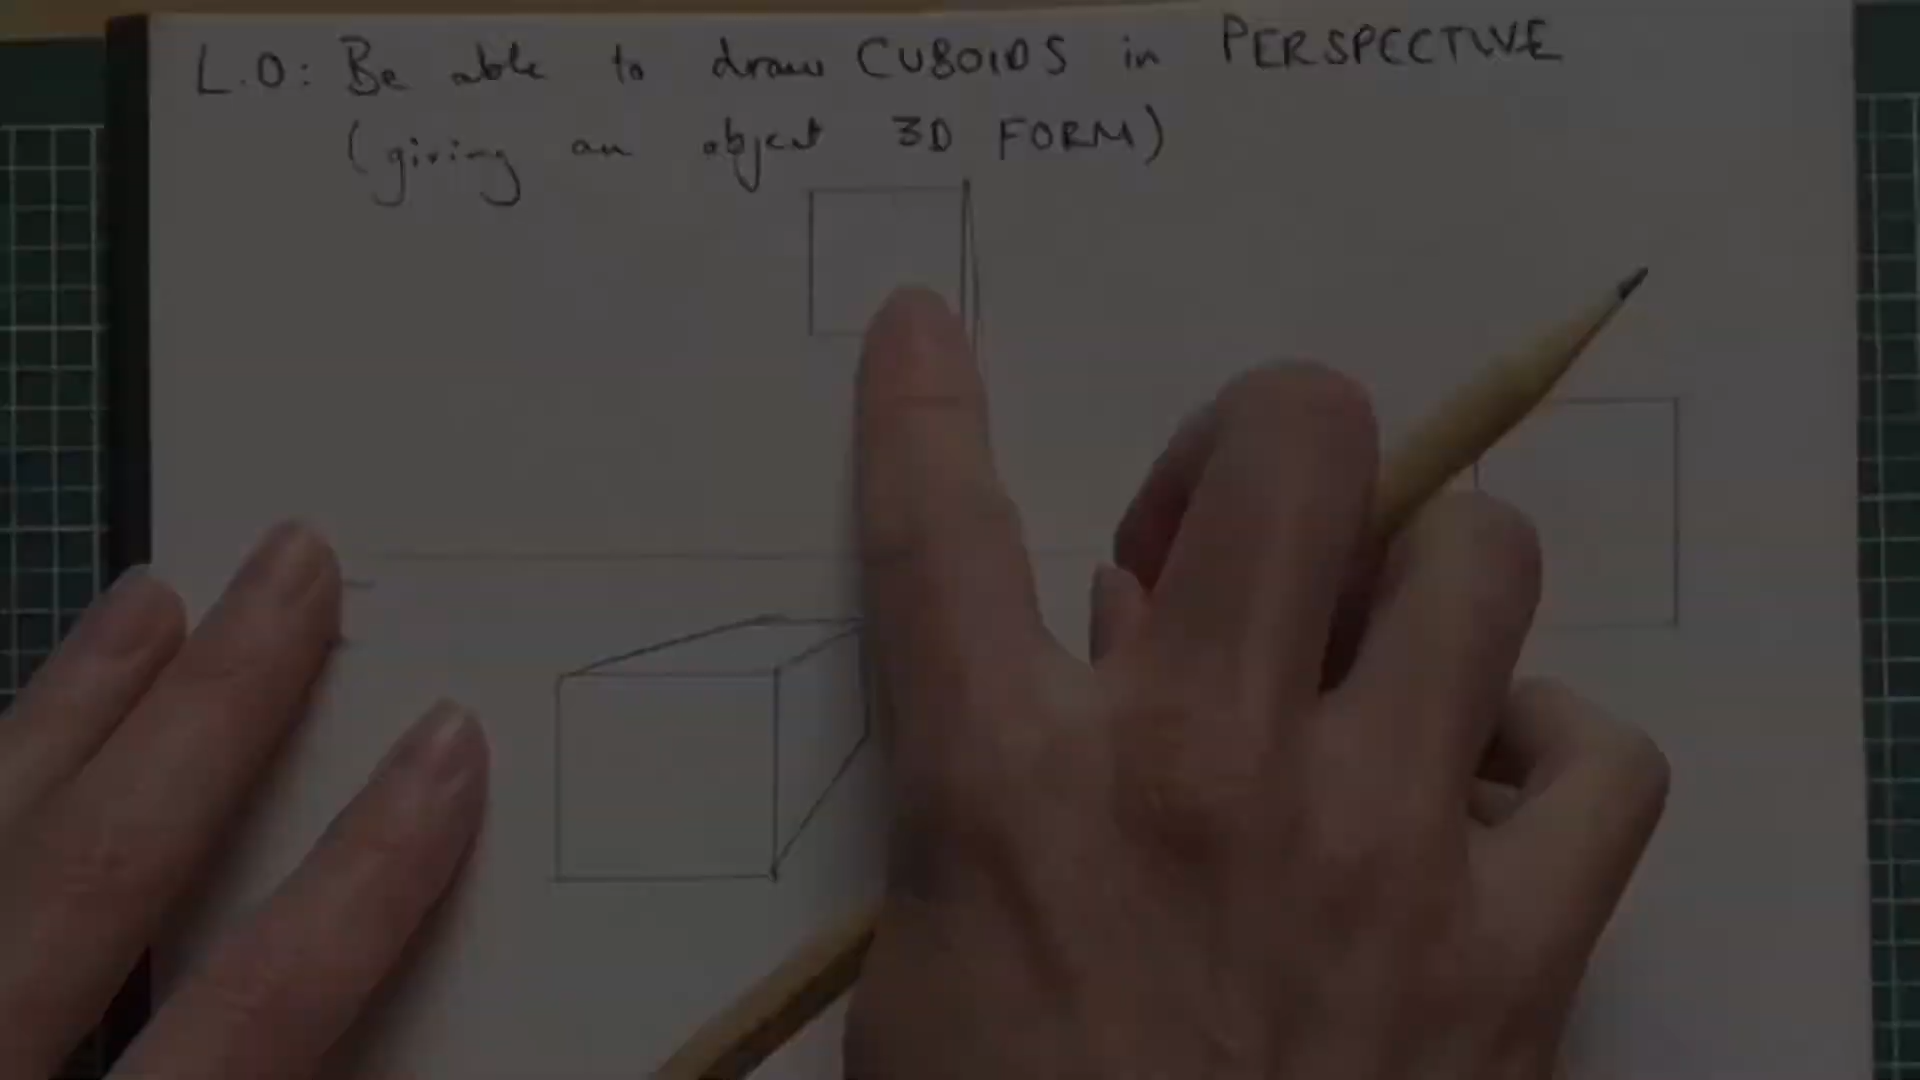 L.O: Be able to draw CUBOIDS in PERSPECTIVE
(giving an object 3D FORM)